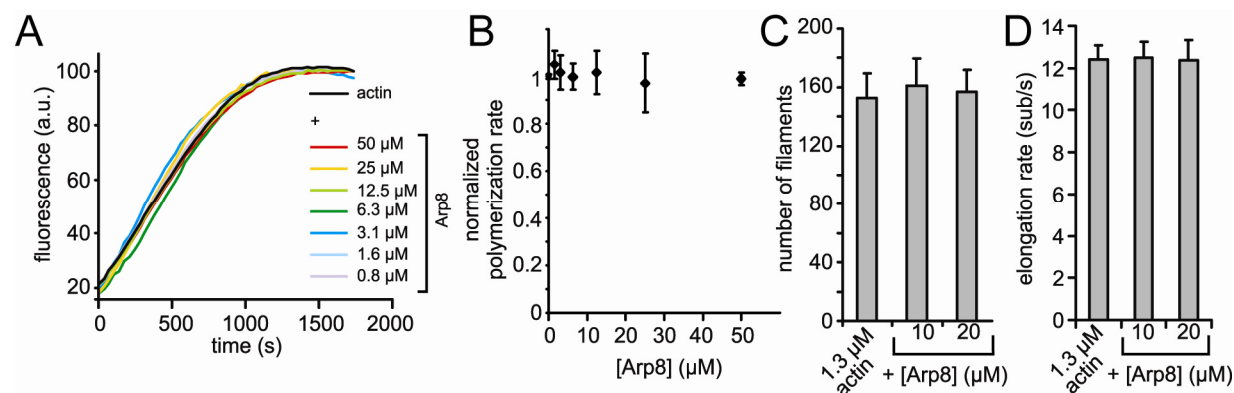 A
fluorescence (a.u.)
100
80
60
40
20
0
500
1000
1500
2000
time (s)
actin
+
50 µM
25 µM
12.5 µM
6.3 µM
3.1 µM
1.6 µM
0.8 µM
Arp8
B
normalized
polymerization rate
1
0.8
0.6
0.4
0.2
0
0
10
20
30
40
50
[Arp8] (µM)
C
number of filaments
200
160
120
80
40
0
1.3 µM
actin
10
20
+ [Arp8] (µM)
D
elongation rate (sub/s)
14
12
10
8
6
4
2
0
1.3 µM
actin
10
20
+ [Arp8] (µM)